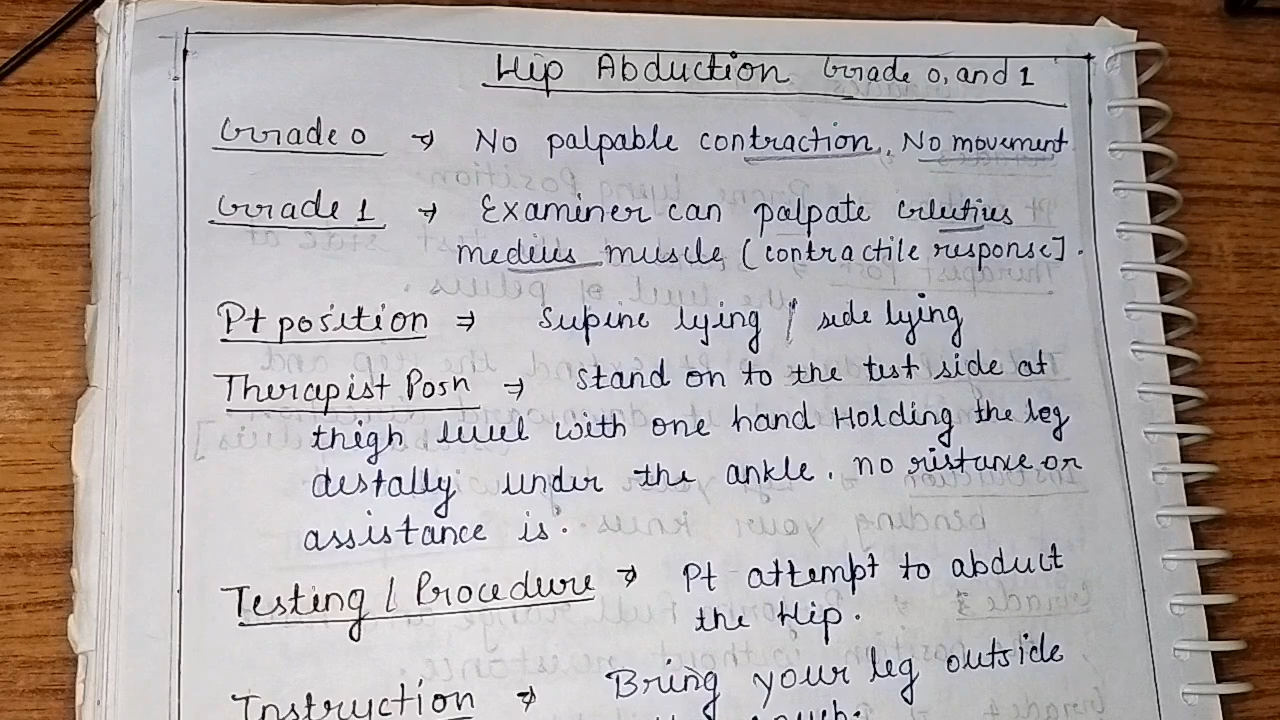 Hip Abduction Grade 0, and 1
Grade 0 → No palpable contraction, No movement
Grade 1 → Examiner can palpate Glutius
medius muscle (contractile response].
Pt position ⇒ Supine lying / side lying
Therapist Posn → Stand on to the test side at
thigh level with one hand Holding the leg
distally under the ankle. no ristance or
assistance is.
Testing / Procedure → Pt attempt to abduct
the Hip.
Instruction → Bring your leg outside